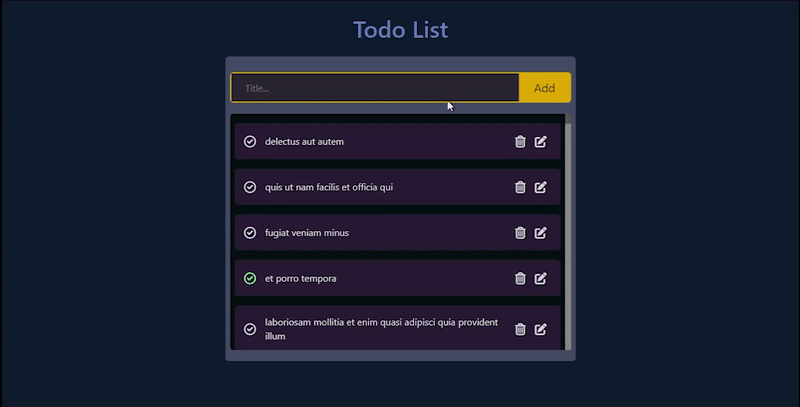 Todo List
Title...
Add
delectus aut autem
quis ut nam facilis et officia qui
fugiat veniam minus
et porro tempora
laboriosam mollitia et enim quasi adipisci quia provident
illum